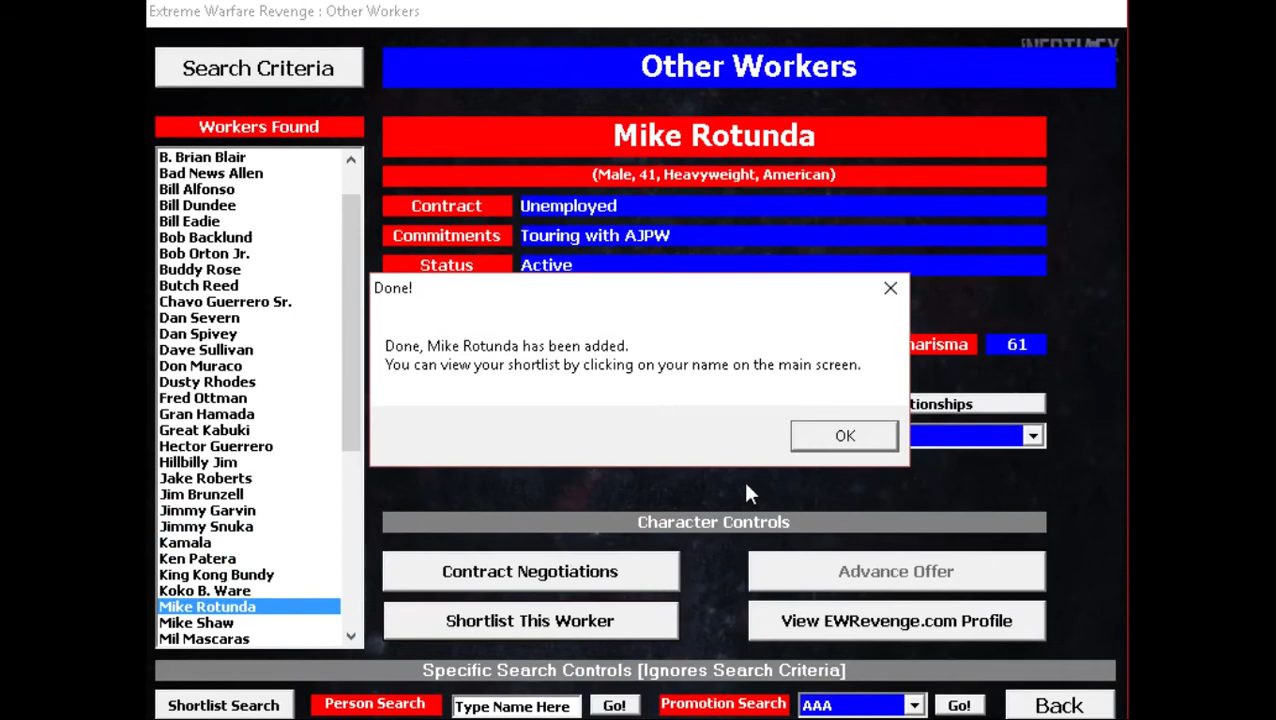 Extreme Warfare Revenge : Other Workers
Search Criteria
Other Workers
Workers Found
B. Brian Blair
Bad News Allen
Bill Alfonso
Bill Dundee
Bill Eadie
Bob Backlund
Bob Orton Jr.
Buddy Rose
Butch Reed
Chavo Guerrero Sr.
Dan Severn
Dan Spivey
Dave Sullivan
Don Muraco
Dusty Rhodes
Fred Ottman
Gran Hamada
Great Kabuki
Hector Guerrero
Hillbilly Jim
Jake Roberts
Jim Brunzell
Jimmy Garvin
Jimmy Snuka
Kamala
Ken Patera
King Kong Bundy
Koko B. Ware
Mike Rotunda
Mike Shaw
Mil Mascaras
Mike Rotunda
(Male, 41, Heavyweight, American)
Contract Unemployed
Commitments Touring with AJPW
Status Active
Done!
Done, Mike Rotunda has been added.
You can view your shortlist by clicking on your name on the main screen.
OK
arisma 61
tionships
Character Controls
Contract Negotiations Advance Offer
Shortlist This Worker View EWRevenge.com Profile
Specific Search Controls [Ignores Search Criteria]
Shortlist Search Person Search Type Name Here Go! Promotion Search AAA Go! Back